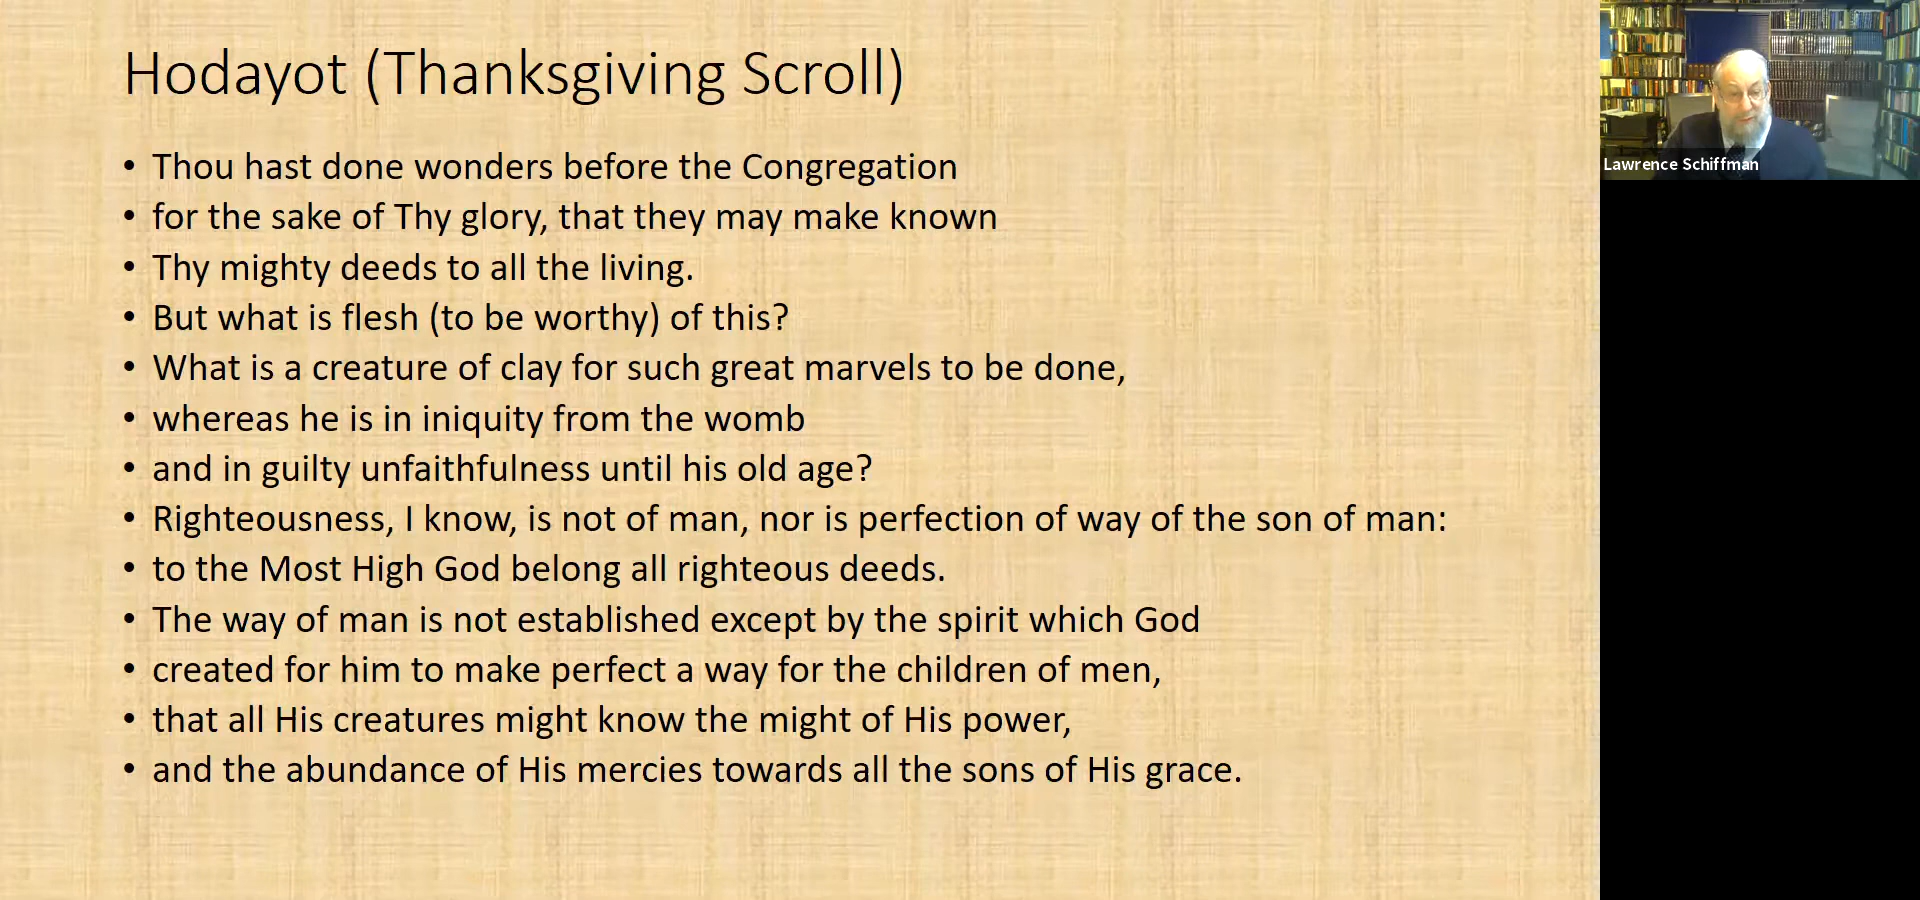 Hodayot (Thanksgiving Scroll)
• Thou hast done wonders before the Congregation
• for the sake of Thy glory, that they may make known
• Thy mighty deeds to all the living.
• But what is flesh (to be worthy) of this?
• What is a creature of clay for such great marvels to be done,
• whereas he is in iniquity from the womb
• and in guilty unfaithfulness until his old age?
• Righteousness, I know, is not of man, nor is perfection of way of the son of man:
• to the Most High God belong all righteous deeds.
• The way of man is not established except by the spirit which God
• created for him to make perfect a way for the children of men,
• that all His creatures might know the might of His power,
• and the abundance of His mercies towards all the sons of His grace.
Lawrence Schiffman